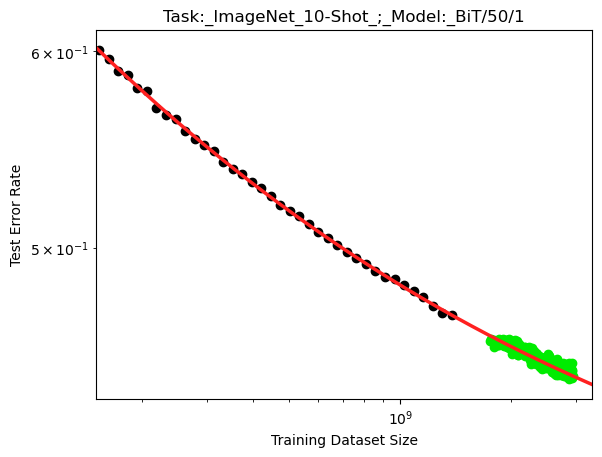 Task:_ImageNet_10-Shot_;_Model:_BiT/50/1
6 × 10⁻¹
Test Error Rate
5 × 10⁻¹
10⁹
Training Dataset Size